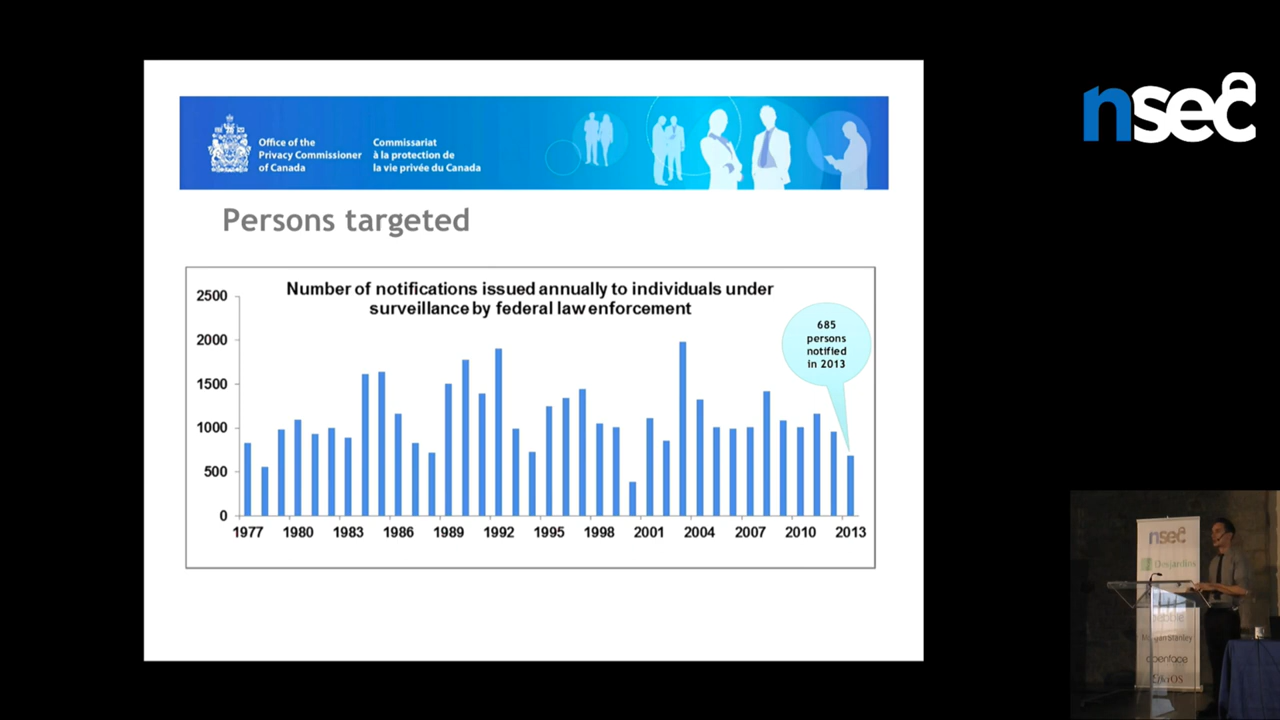 nsec
Office of the
Privacy Commissioner
of Canada
Commissariat
à la protection de
la vie privée du Canada
Persons targeted
Number of notifications issued annually to individuals under
surveillance by federal law enforcement
2500
2000
1500
1000
500
0
685
persons
notified
in 2013
1977 1980 1983 1986 1989 1992 1995 1998 2001 2004 2007 2010 2013
nsec
Desjardins
Morgan Stanley